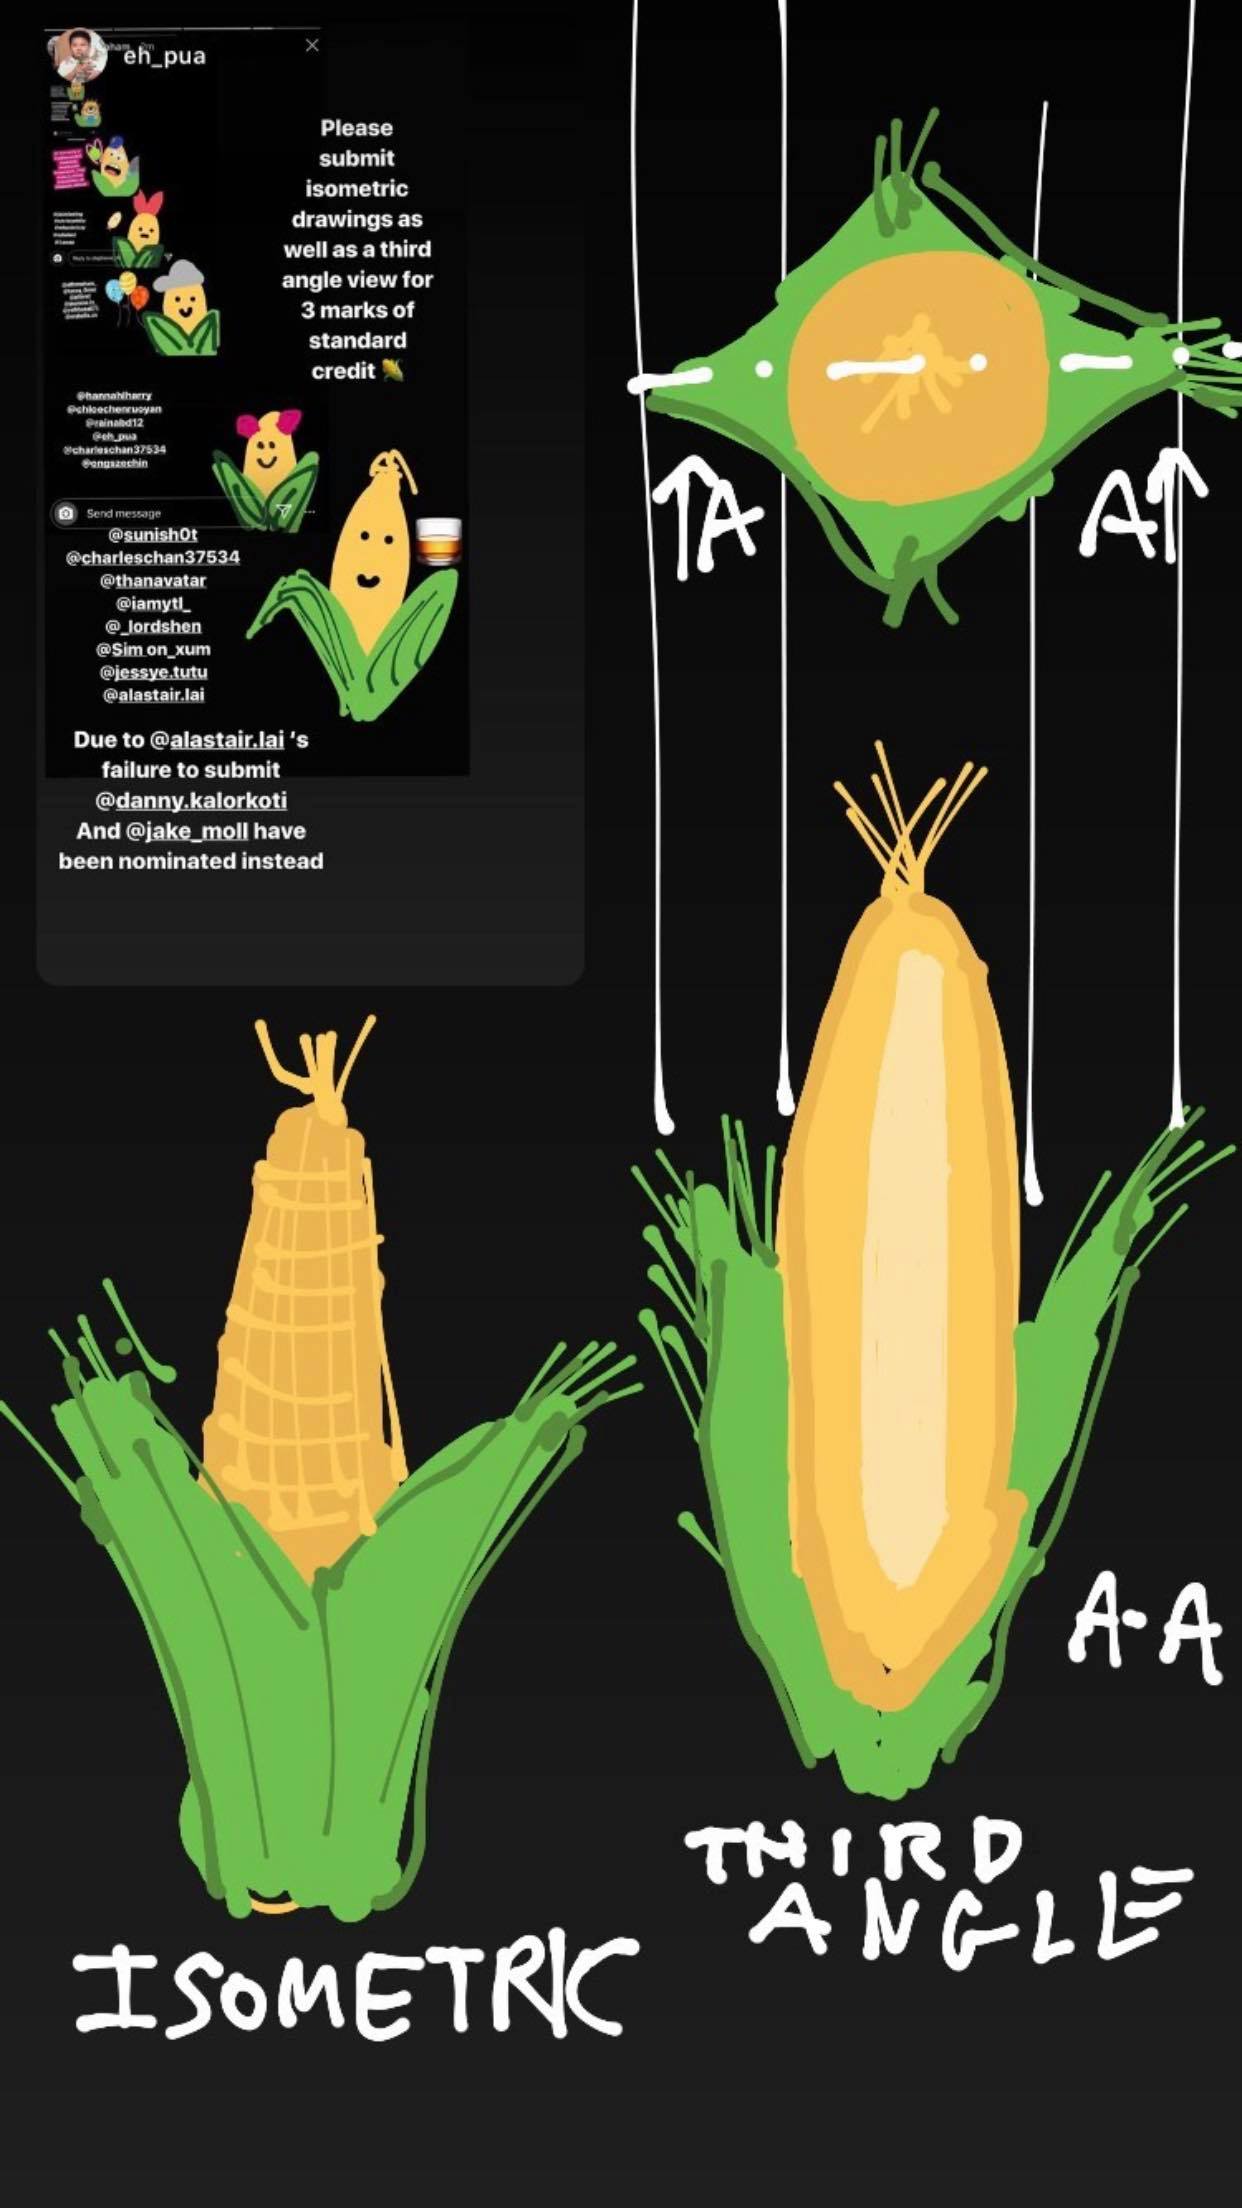 eh_pua
Please
submit
isometric
drawings as
well as a third
angle view for
3 marks of
standard
credit 🌽
@hannahlharry
@chloechenruoyan
@rainabd12
@eh_pua
@charleschan37534
@ongszechin
Send message
@sunish0t
@charleschan37534
@thanavatar
@iamytl_
@_lordshen
@Sim on_xum
@jessye.tutu
@alastair.lai
Due to @alastair.lai 's
failure to submit
@danny.kalorkoti
And @jake_moll have
been nominated instead
A A
A-A
THIRD
ANGLE
ISOMETRIC